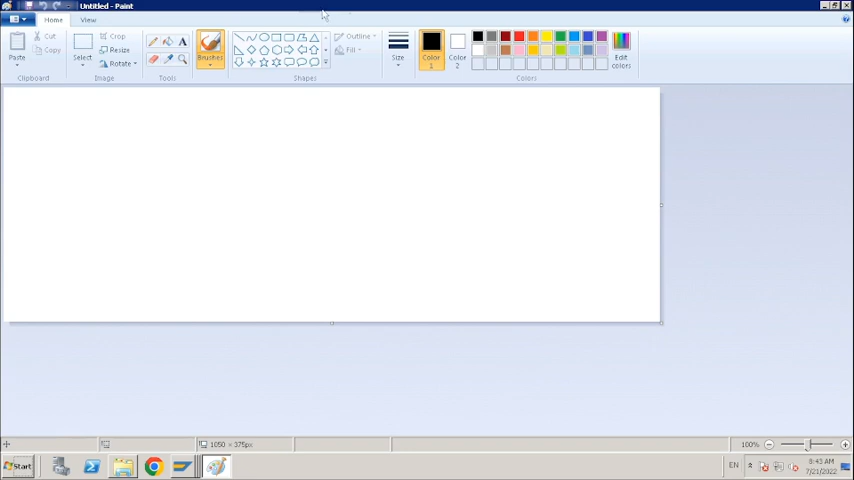 Untitled - Paint
Home View
Paste Cut Copy Select Crop Resize Rotate Brushes Outline Fill Size Color 1 Color 2 Edit colors
Clipboard Image Tools Shapes Colors
1050 × 375px 100%
Start EN 9:43 AM
7/21/2022